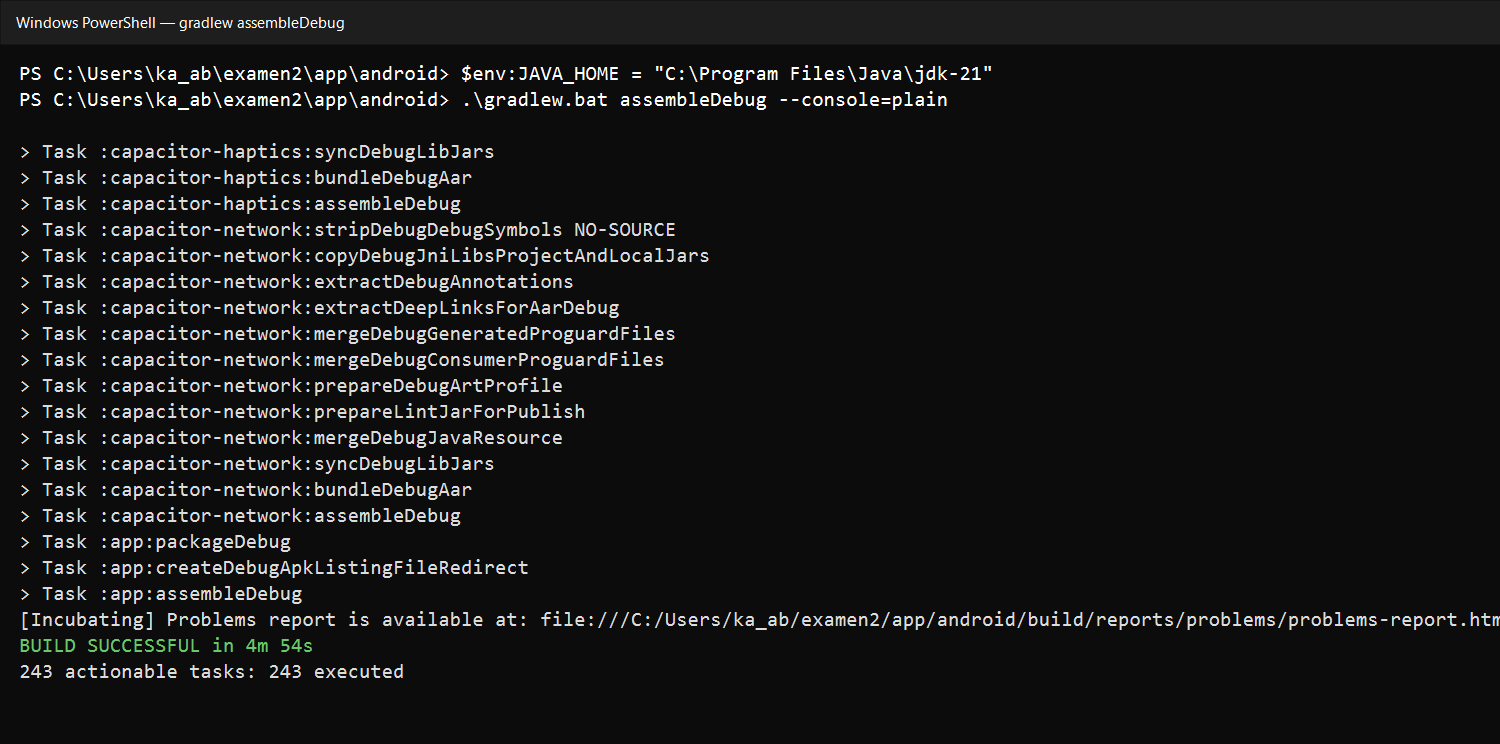 Windows PowerShell — gradlew assembleDebug
PS C:\Users\ka_ab\examen2\app\android> $env:JAVA_HOME = "C:\Program Files\Java\jdk-21"
PS C:\Users\ka_ab\examen2\app\android> .\gradlew.bat assembleDebug --console=plain
> Task :capacitor-haptics:syncDebugLibJars
> Task :capacitor-haptics:bundleDebugAar
> Task :capacitor-haptics:assembleDebug
> Task :capacitor-network:stripDebugDebugSymbols NO-SOURCE
> Task :capacitor-network:copyDebugJniLibsProjectAndLocalJars
> Task :capacitor-network:extractDebugAnnotations
> Task :capacitor-network:extractDeepLinksForAarDebug
> Task :capacitor-network:mergeDebugGeneratedProguardFiles
> Task :capacitor-network:mergeDebugConsumerProguardFiles
> Task :capacitor-network:prepareDebugArtProfile
> Task :capacitor-network:prepareLintJarForPublish
> Task :capacitor-network:mergeDebugJavaResource
> Task :capacitor-network:syncDebugLibJars
> Task :capacitor-network:bundleDebugAar
> Task :capacitor-network:assembleDebug
> Task :app:packageDebug
> Task :app:createDebugApkListingFileRedirect
> Task :app:assembleDebug
[Incubating] Problems report is available at: file:///C:/Users/ka_ab/examen2/app/android/build/reports/problems/problems-report.htm
BUILD SUCCESSFUL in 4m 54s
243 actionable tasks: 243 executed